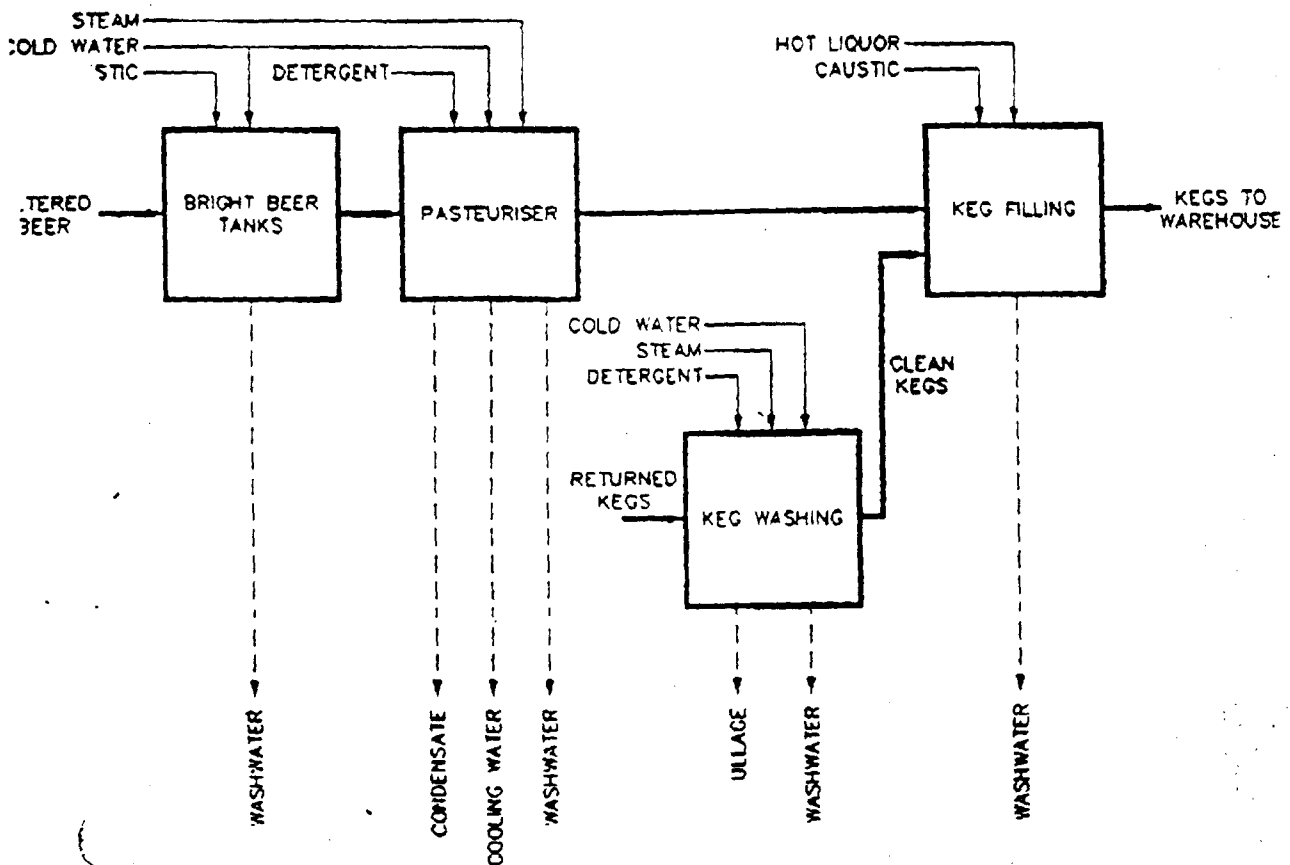 STEAM
COLD WATER
STIC
DETERGENT
HOT LIQUOR
CAUSTIC
TERED
BEER
BRIGHT BEER
TANKS
PASTEURISER
KEG FILLING
KEGS TO
WAREHOUSE
COLD WATER
STEAM
DETERGENT
CLEAN
KEGS
RETURNED
KEGS
KEG WASHING
WASHWATER
CONDENSATE
COOLING WATER
WASHWATER
ULLAGE
WASHWATER
WASHWATER